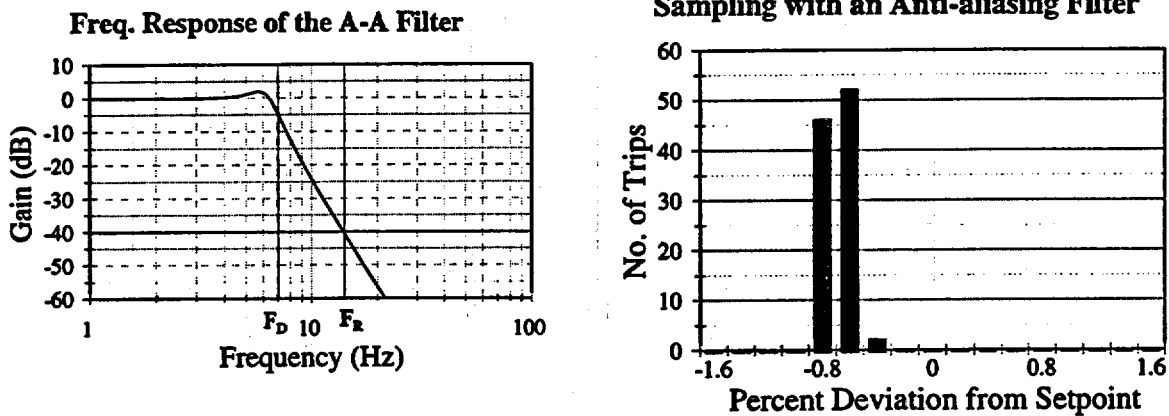 Freq. Response of the A-A Filter
10
0
-10
-20
-30
-40
-50
-60
Gain (dB)
1
F_D
10
F_R
100
Frequency (Hz)
Sampling with an Anti-aliasing Filter
60
50
40
30
20
10
0
No. of Trips
-1.6
-0.8
0
0.8
1.6
Percent Deviation from Setpoint